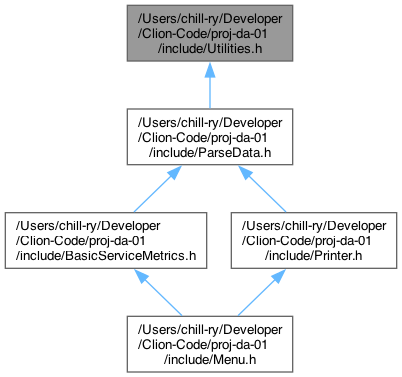 /Users/chill-ry/Developer
/Clion-Code/proj-da-01
/include/Utilities.h
/Users/chill-ry/Developer
/Clion-Code/proj-da-01
/include/ParseData.h
/Users/chill-ry/Developer
/Clion-Code/proj-da-01
/include/BasicServiceMetrics.h
/Users/chill-ry/Developer
/Clion-Code/proj-da-01
/include/Printer.h
/Users/chill-ry/Developer
/Clion-Code/proj-da-01
/include/Menu.h